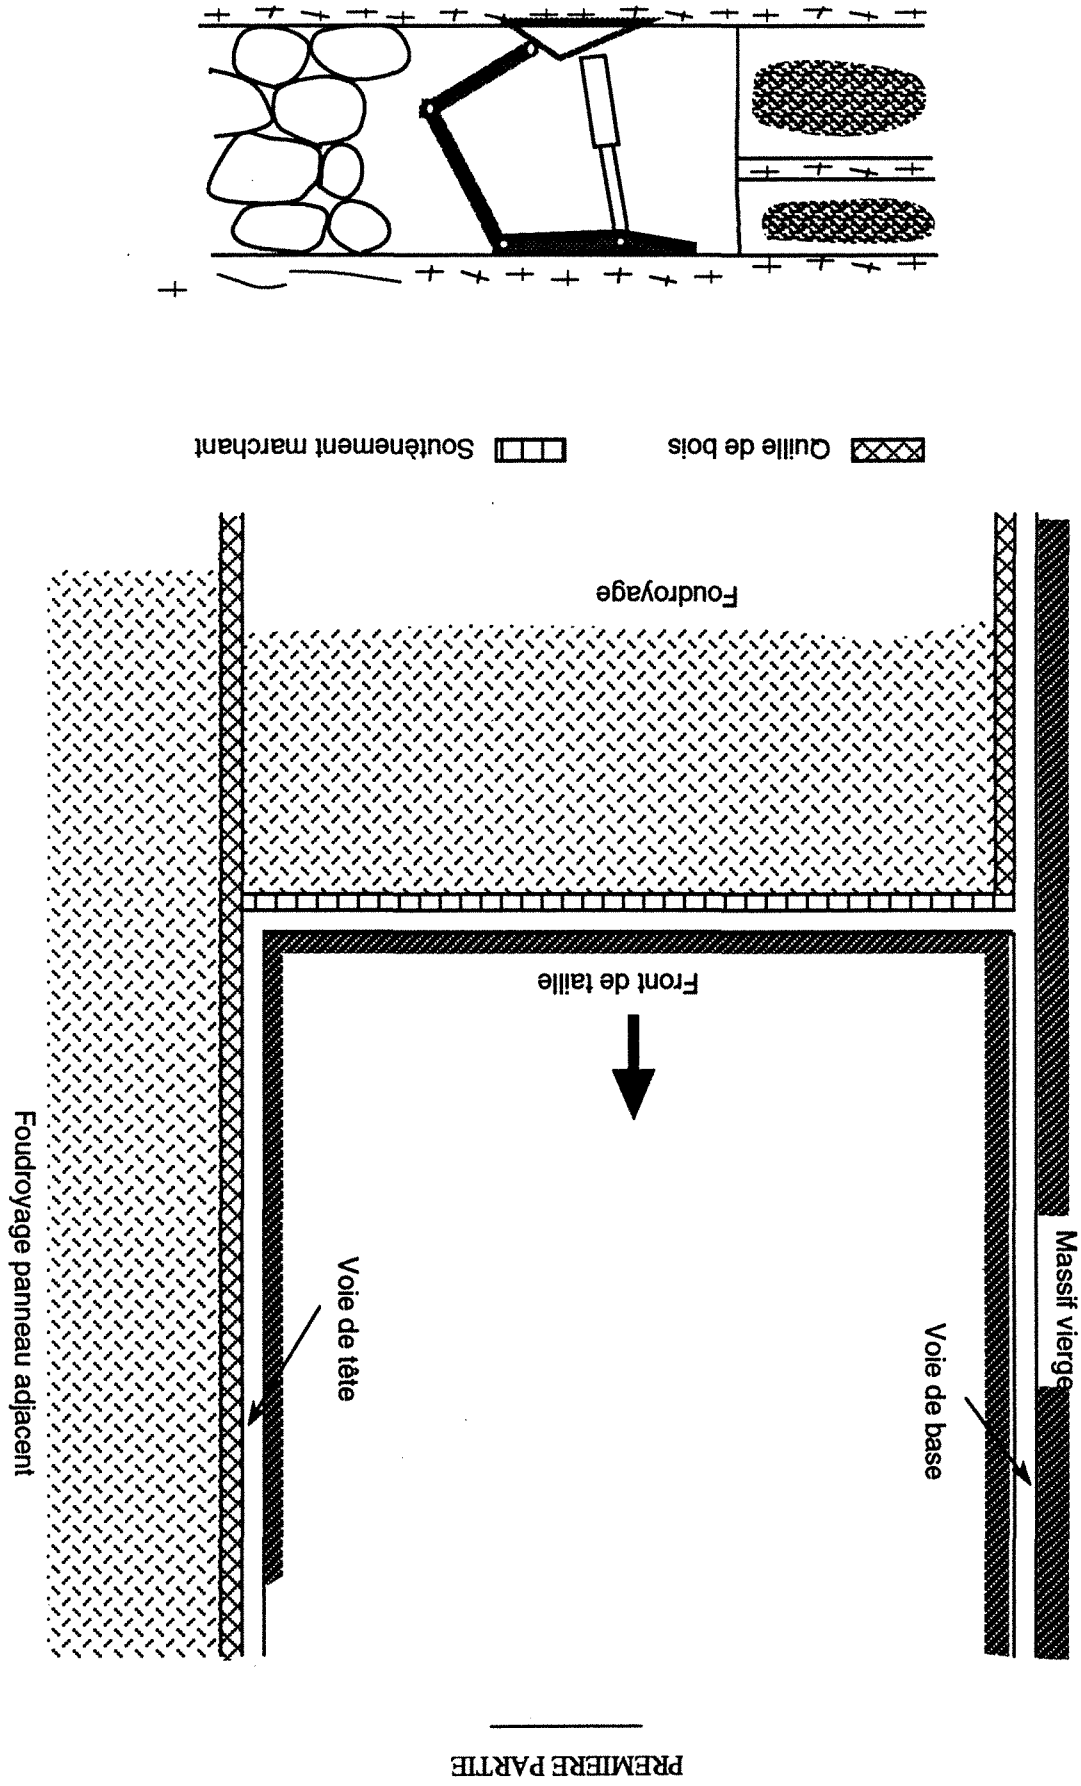 PREMIERE PARTIE
Massif vierge
Voie de base
Voie de tête
Foudroyage panneau adjacent
Front de taille
Foudroyage
Quille de bois
Soutènement marchant